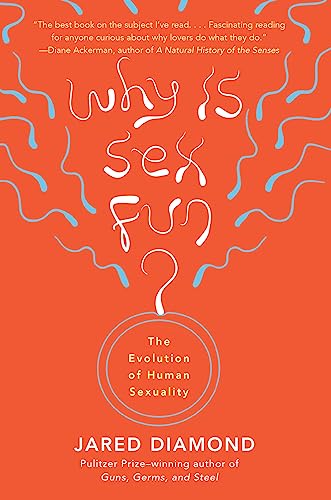 "The best book on the subject I've read. . . . Fascinating reading
for anyone curious about why lovers do what they do."
—Diane Ackerman, author of A Natural History of the Senses
why is
sex
fun
?
The
Evolution
of Human
Sexuality
JARED DIAMOND
Pulitzer Prize–winning author of
Guns, Germs, and Steel